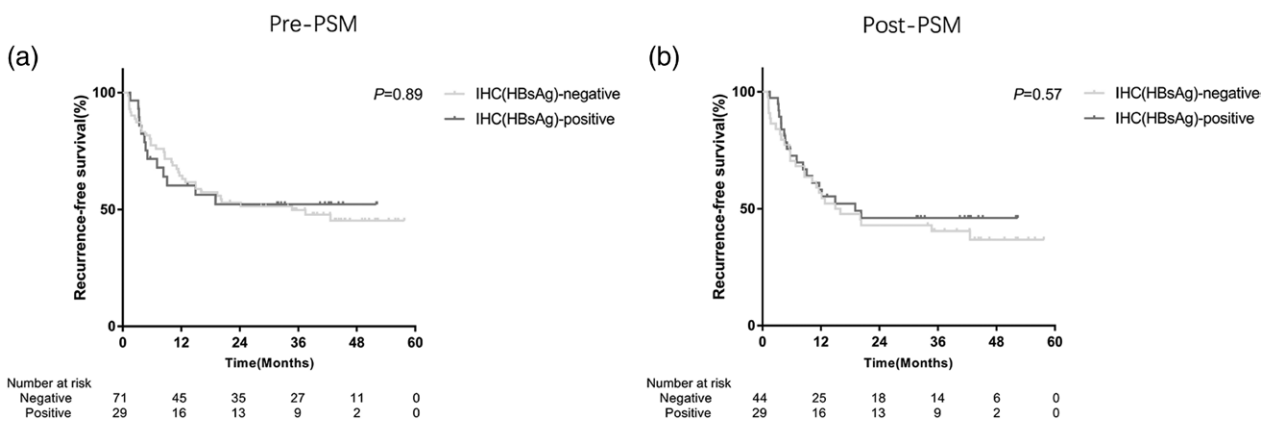 Pre-PSM
(a)
Recurrence-free survival(%)
100
50
0
P=0.89
IHC(HBsAg)-negative
IHC(HBsAg)-positive
0 12 24 36 48 60
Time(Months)
Number at risk
Negative 71 45 35 27 11 0
Positive 29 16 13 9 2 0
Post-PSM
(b)
Recurrence-free survival(%)
100
50
0
P=0.57
IHC(HBsAg)-negative
IHC(HBsAg)-positive
0 12 24 36 48 60
Time(Months)
Number at risk
Negative 44 25 18 14 6 0
Positive 29 16 13 9 2 0